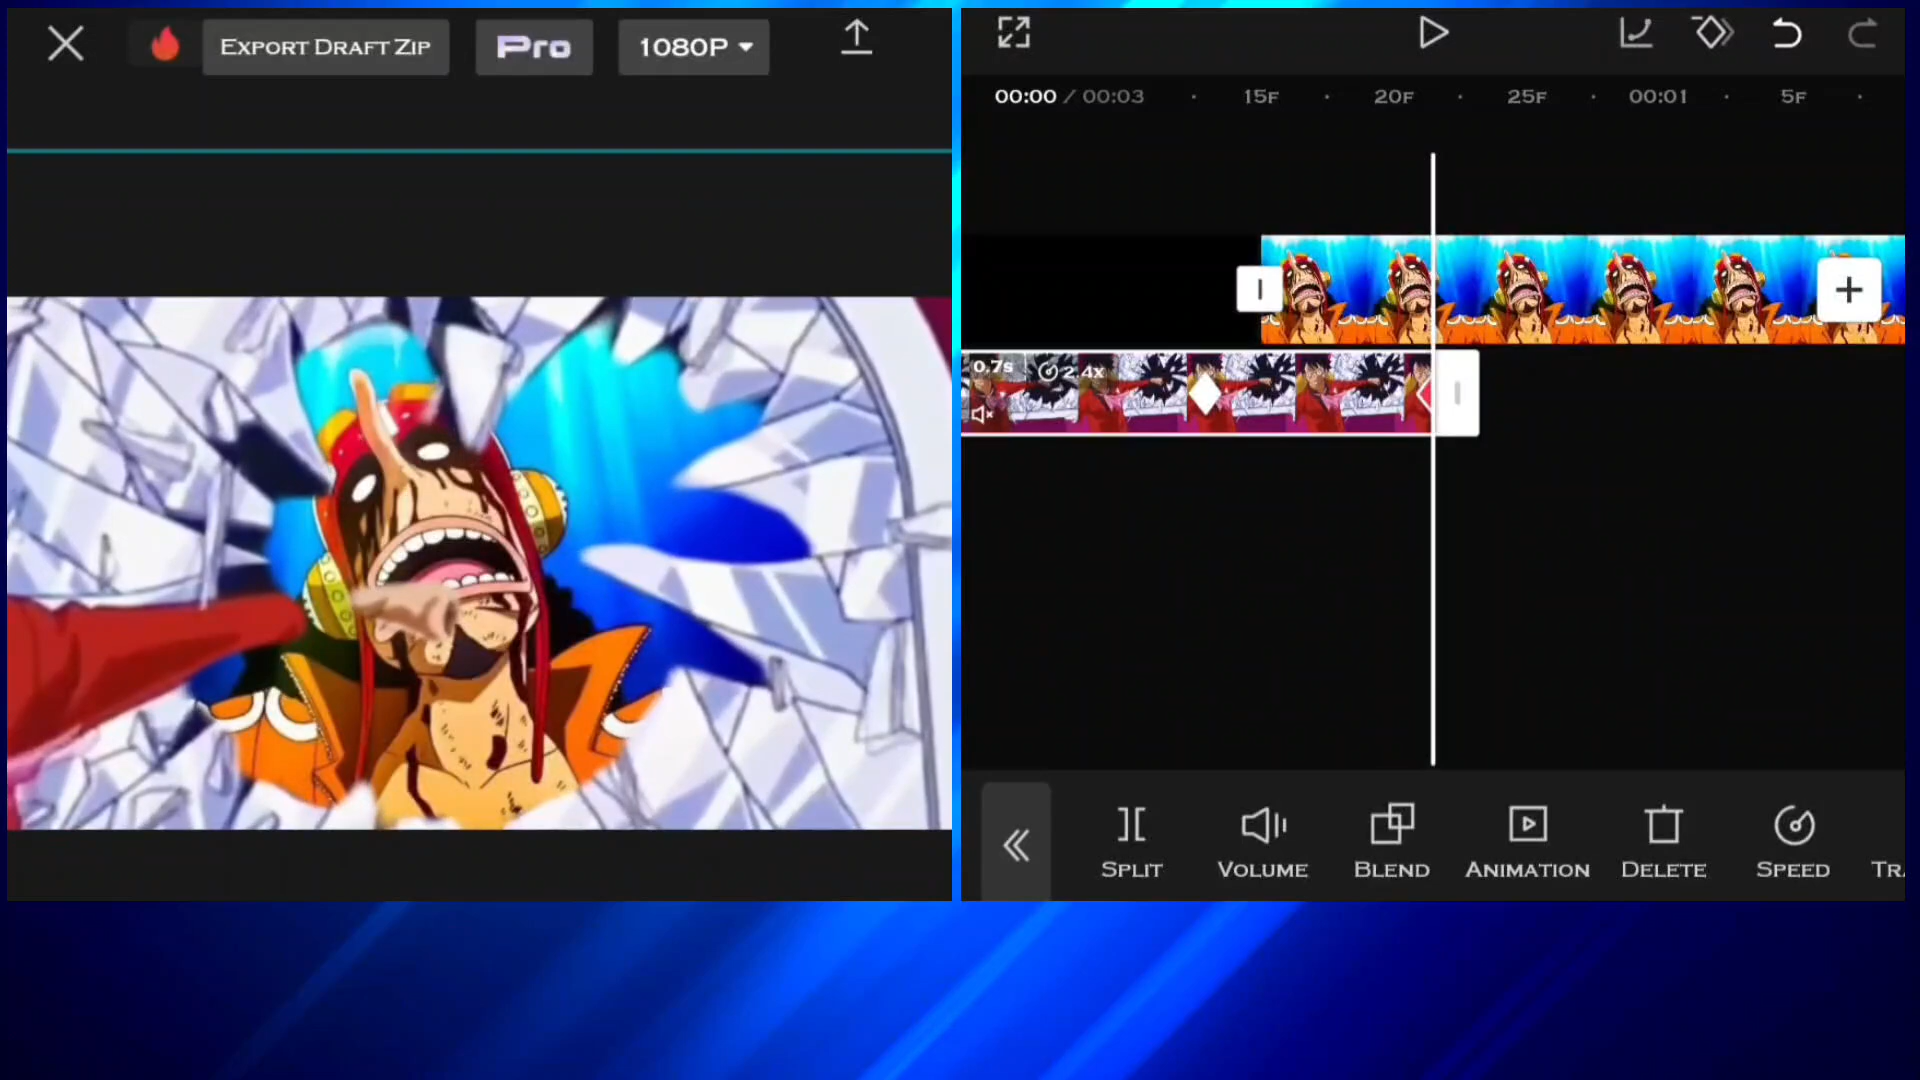 Export Draft Zip
Pro
1080P
00:00 / 00:03
15F
20F
25F
00:01
5F
0.7s
2.4x
Split
Volume
Blend
Animation
Delete
Speed